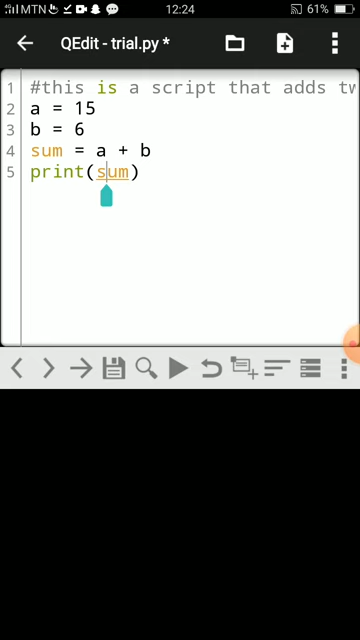 4G MTN 12:24 61%
QEdit - trial.py *
1 #this is a script that adds tw
2 a = 15
3 b = 6
4 sum = a + b
5 print(sum)